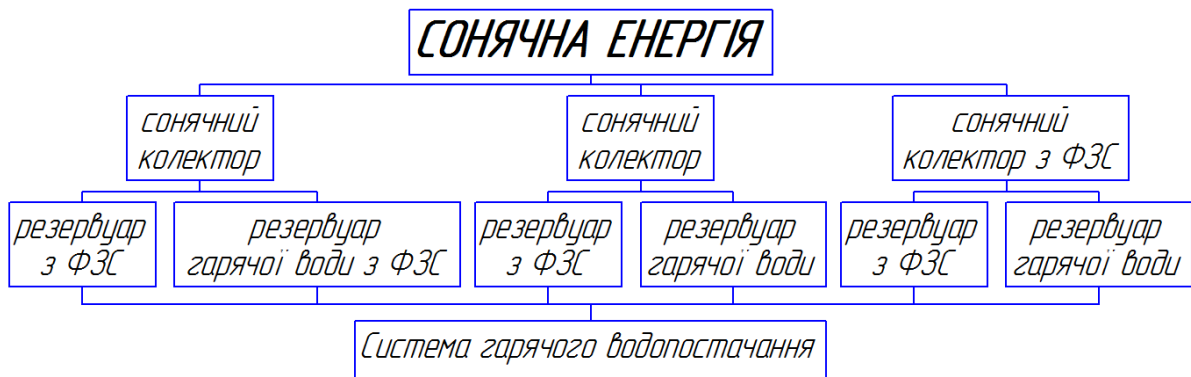 СОНЯЧНА ЕНЕРГІЯ
сонячний
колектор
сонячний
колектор
сонячний
колектор з ФЗС
резервуар
з ФЗС
резервуар
гарячої води з ФЗС
резервуар
з ФЗС
резервуар
гарячої води
резервуар
з ФЗС
резервуар
гарячої води
Система гарячого водопостачання